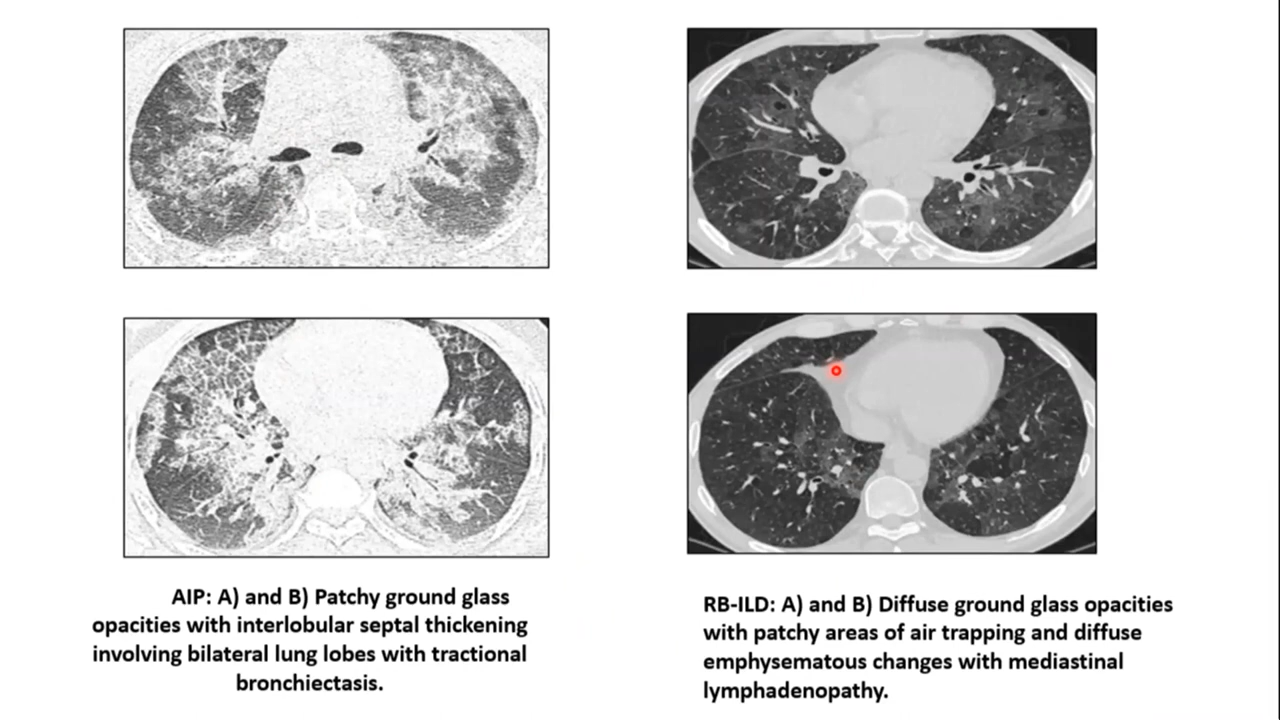 AIP: A) and B) Patchy ground glass
opacities with interlobular septal thickening
involving bilateral lung lobes with tractional
bronchiectasis.
RB-ILD: A) and B) Diffuse ground glass opacities
with patchy areas of air trapping and diffuse
emphysematous changes with mediastinal
lymphadenopathy.